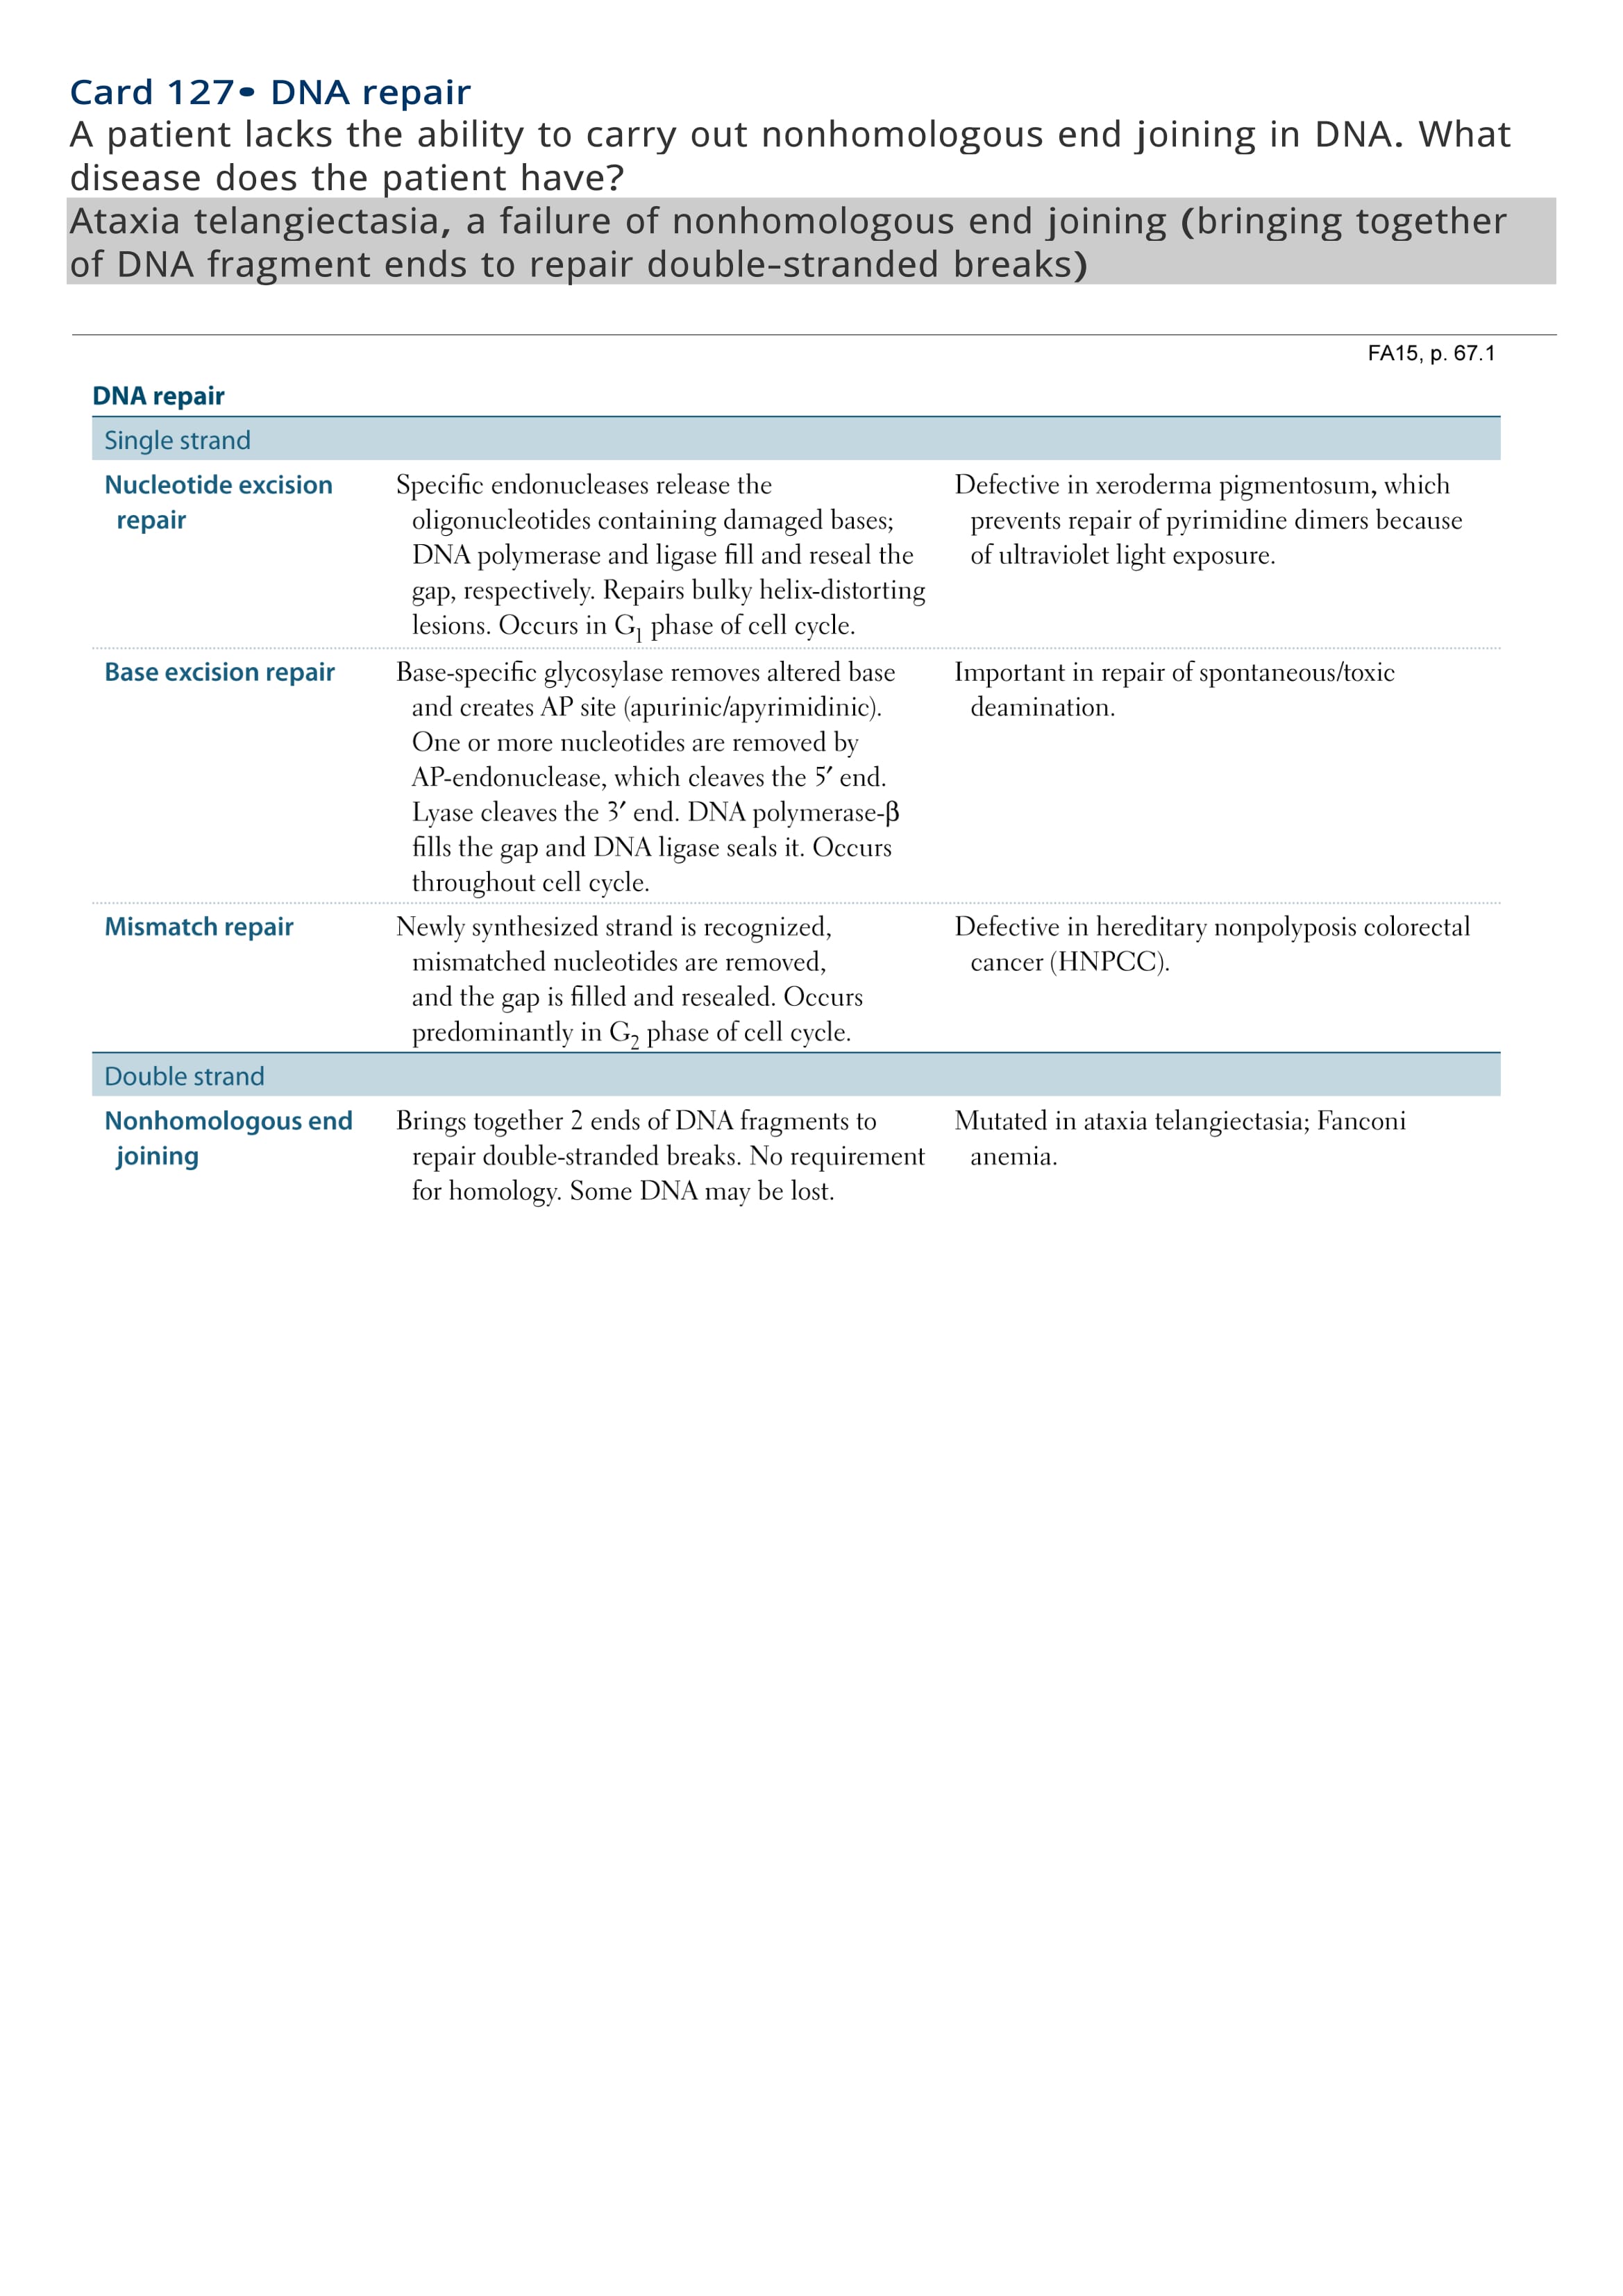 Card 127• DNA repair
A patient lacks the ability to carry out nonhomologous end joining in DNA. What
disease does the patient have?
Ataxia telangiectasia, a failure of nonhomologous end joining (bringing together
of DNA fragment ends to repair double-stranded breaks)
FA15, p. 67.1
DNA repair
Single strand
Nucleotide excision
repair
Specific endonucleases release the
oligonucleotides containing damaged bases;
DNA polymerase and ligase fill and reseal the
gap, respectively. Repairs bulky helix-distorting
lesions. Occurs in G1 phase of cell cycle.
Defective in xeroderma pigmentosum, which
prevents repair of pyrimidine dimers because
of ultraviolet light exposure.
Base excision repair
Base-specific glycosylase removes altered base
and creates AP site (apurinic/apyrimidinic).
One or more nucleotides are removed by
AP-endonuclease, which cleaves the 5′ end.
Lyase cleaves the 3′ end. DNA polymerase-β
fills the gap and DNA ligase seals it. Occurs
throughout cell cycle.
Important in repair of spontaneous/toxic
deamination.
Mismatch repair
Newly synthesized strand is recognized,
mismatched nucleotides are removed,
and the gap is filled and resealed. Occurs
predominantly in G2 phase of cell cycle.
Defective in hereditary nonpolyposis colorectal
cancer (HNPCC).
Double strand
Nonhomologous end
joining
Brings together 2 ends of DNA fragments to
repair double-stranded breaks. No requirement
for homology. Some DNA may be lost.
Mutated in ataxia telangiectasia; Fanconi
anemia.